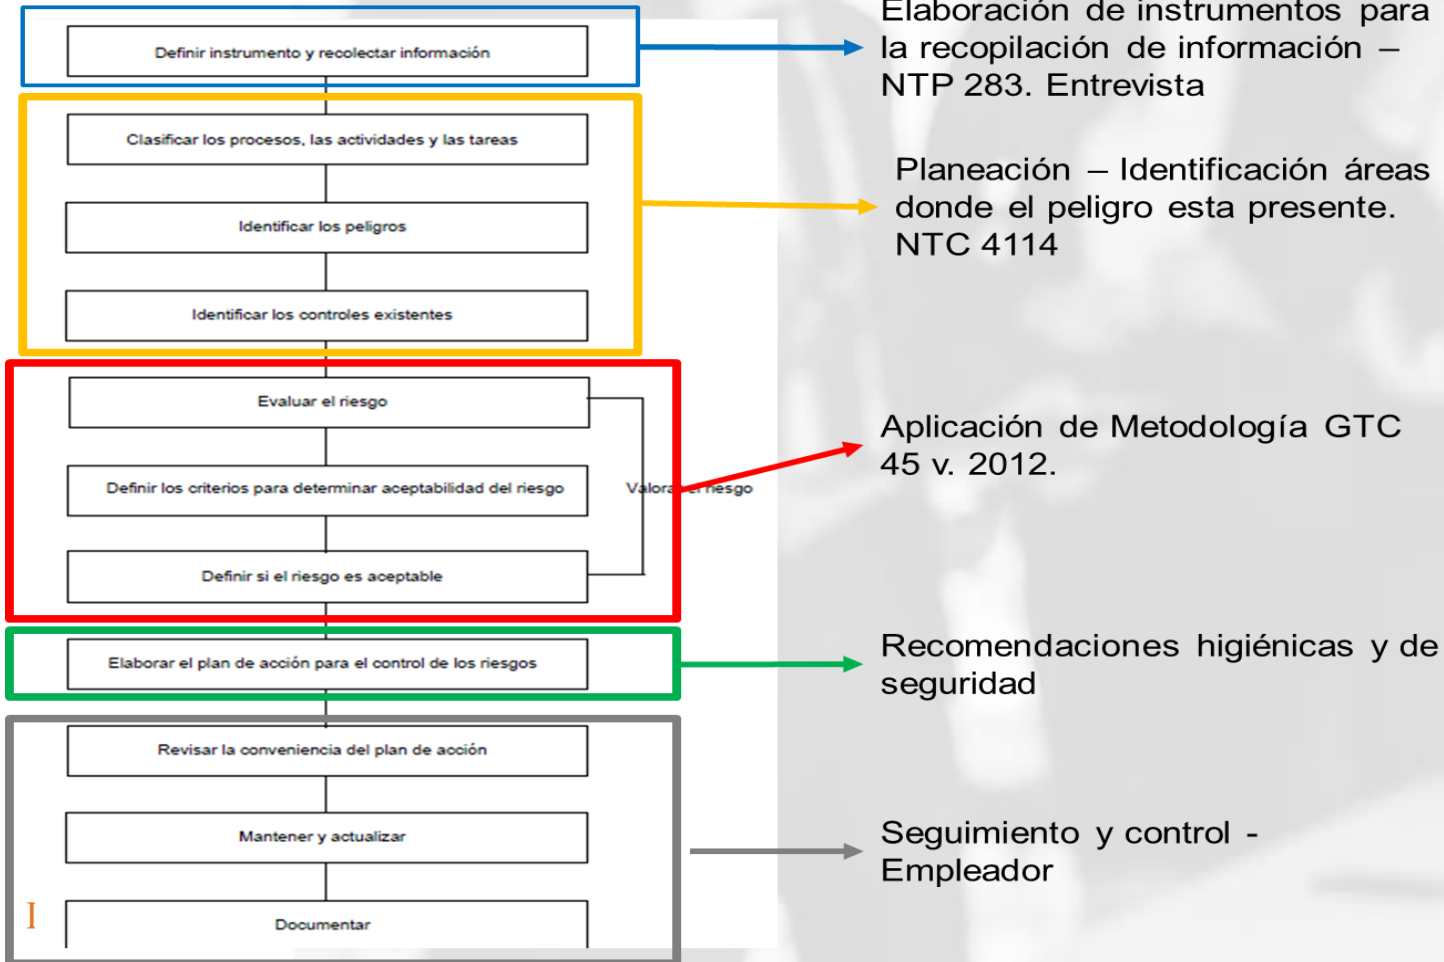 Definir instrumento y recolectar información
Elaboración de instrumentos para
la recopilación de información –
NTP 283. Entrevista
Clasificar los procesos, las actividades y las tareas
Identificar los peligros
Identificar los controles existentes
Planeación – Identificación áreas
donde el peligro esta presente.
NTC 4114
Evaluar el riesgo
Definir los criterios para determinar aceptabilidad del riesgo
Valorar el riesgo
Definir si el riesgo es aceptable
Aplicación de Metodología GTC
45 v. 2012.
Elaborar el plan de acción para el control de los riesgos
Recomendaciones higiénicas y de
seguridad
Revisar la conveniencia del plan de acción
Mantener y actualizar
Documentar
Seguimiento y control -
Empleador
I